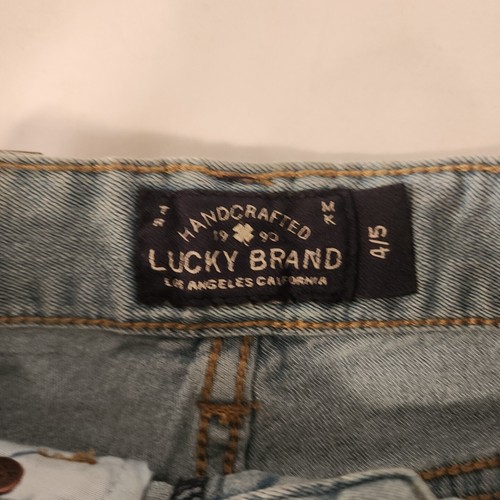 HANDCRAFTED
M
K
19 90
LUCKY BRAND
LOS ANGELES CALIFORNIA
4/5